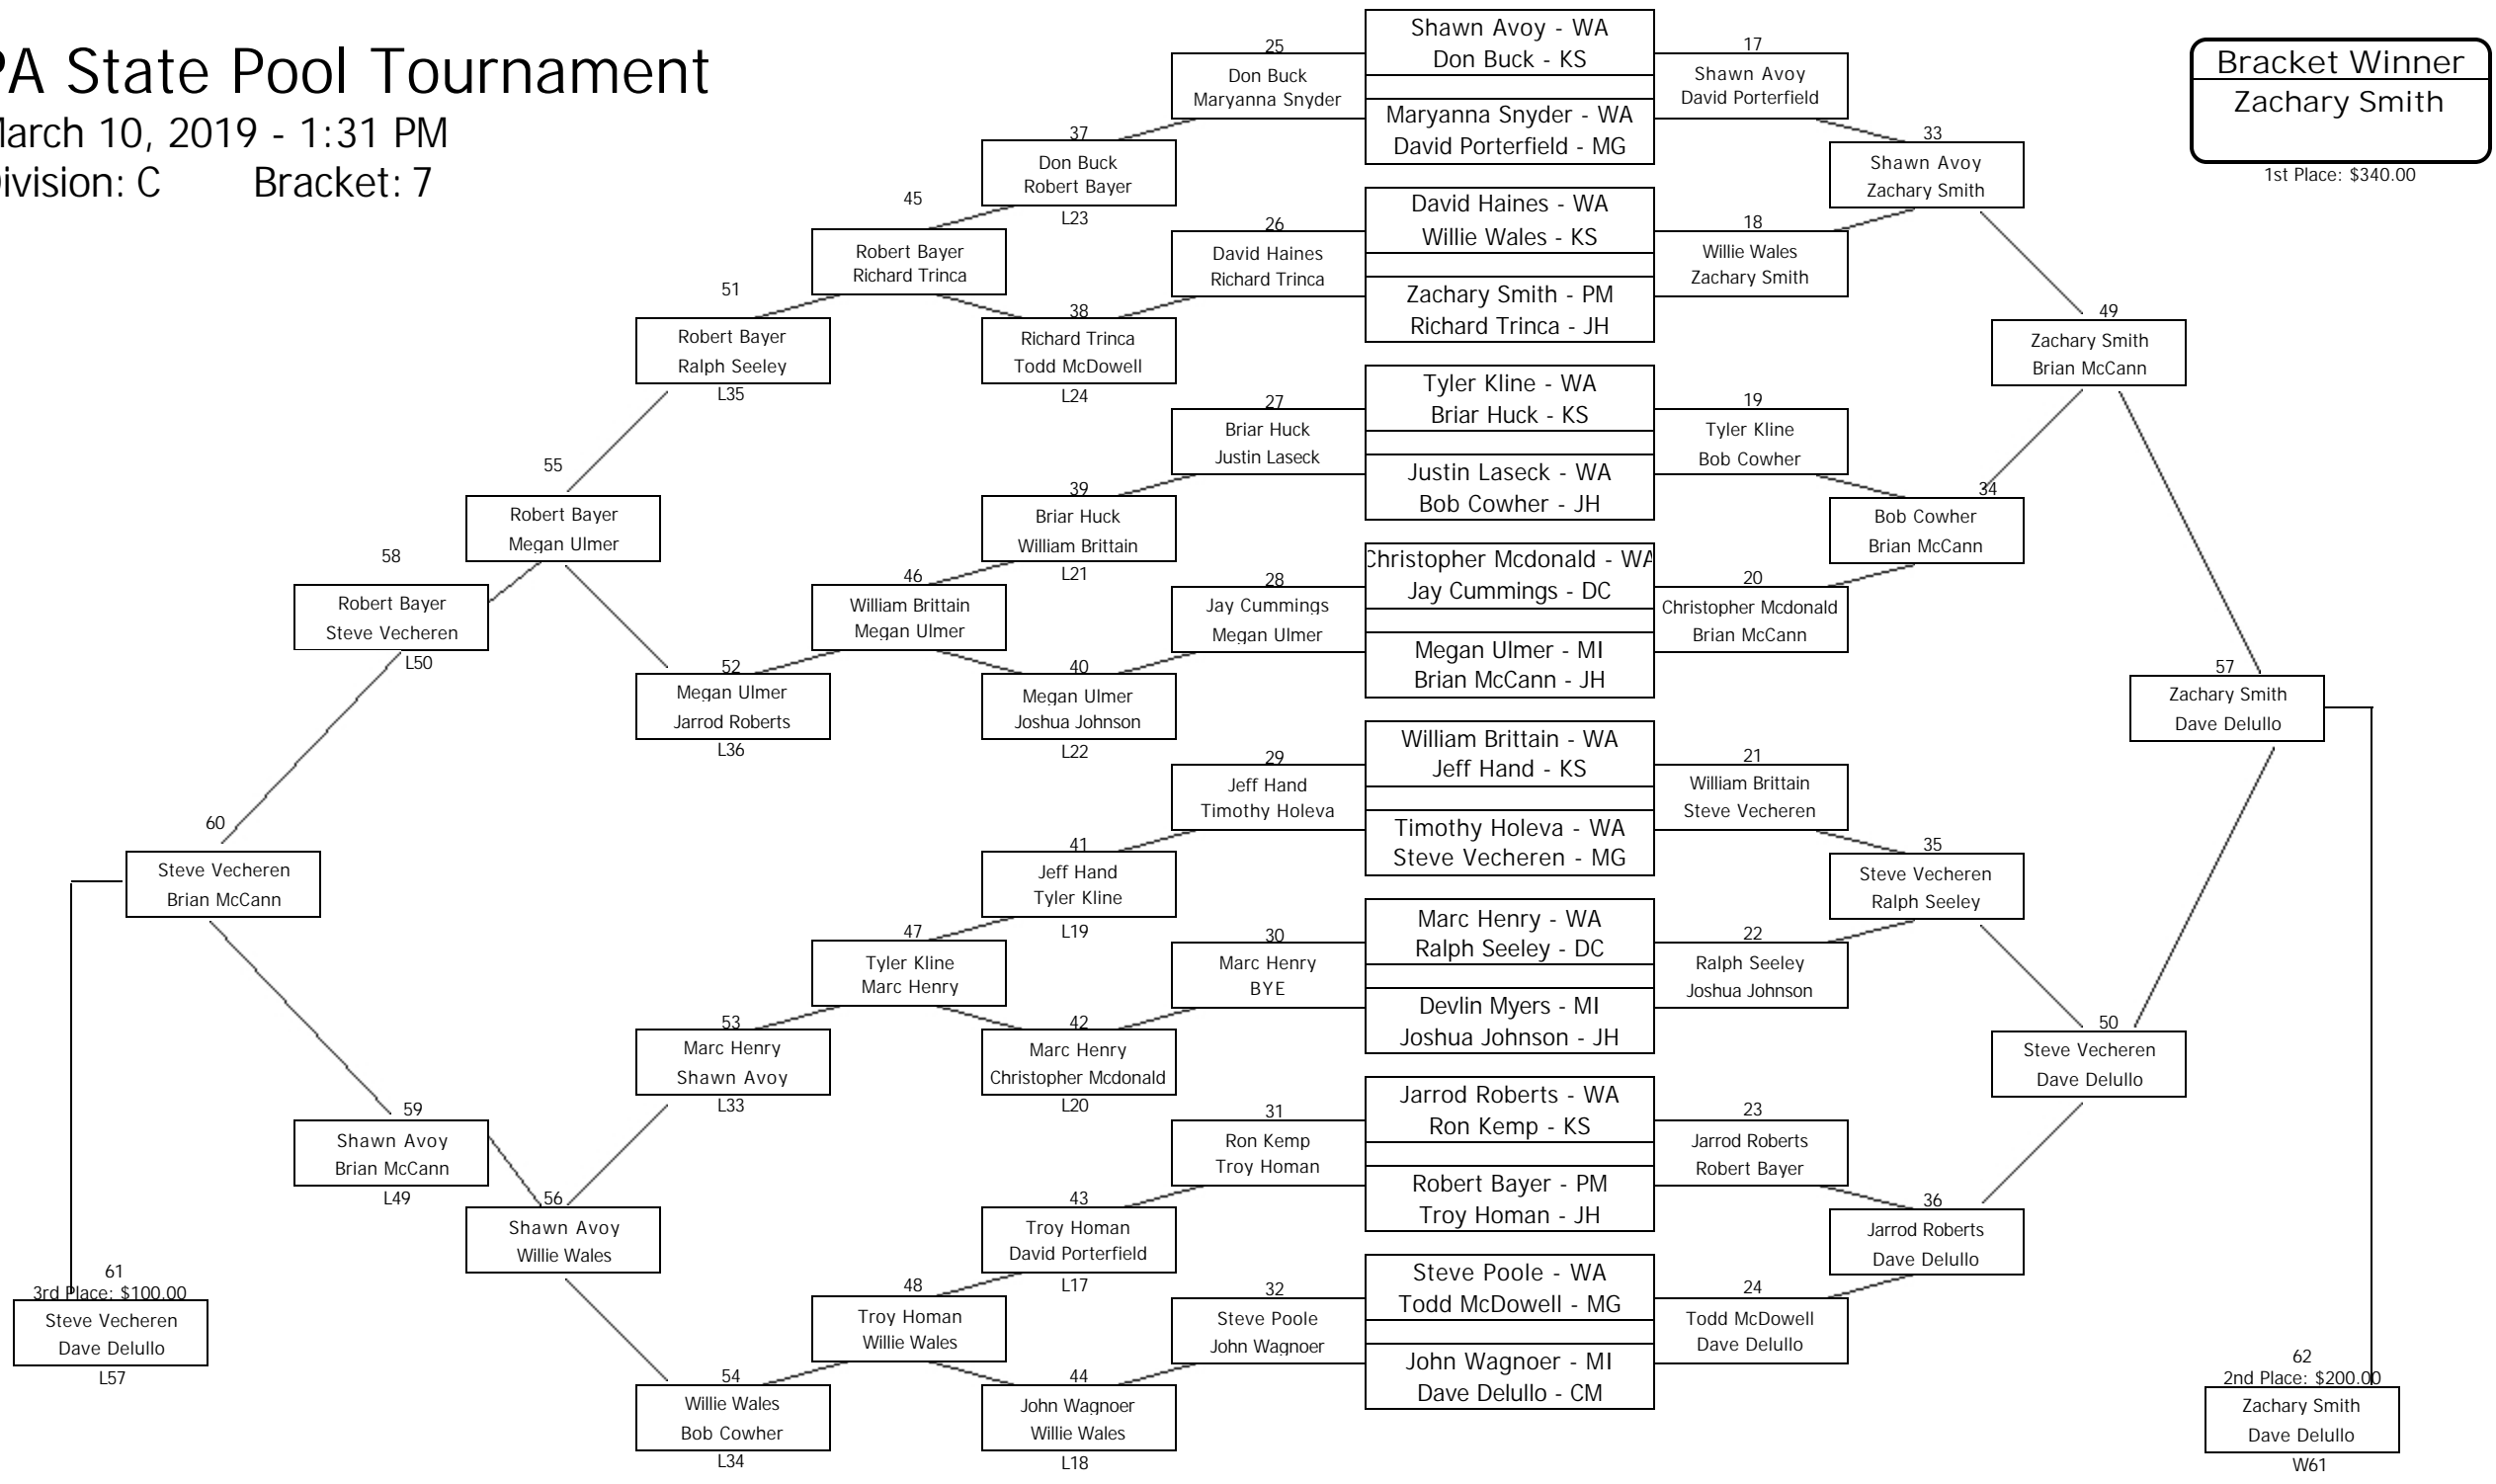 PA State Pool Tournament
March 10, 2019 - 1:31 PM
Division: C Bracket: 7
Bracket Winner
Zachary Smith
1st Place: $340.00
Shawn Avoy - WA
Don Buck - KS
Maryanna Snyder - WA
David Porterfield - MG
David Haines - WA
Willie Wales - KS
Zachary Smith - PM
Richard Trinca - JH
Tyler Kline - WA
Briar Huck - KS
Justin Laseck - WA
Bob Cowher - JH
Christopher Mcdonald - WA
Jay Cummings - DC
Megan Ulmer - MI
Brian McCann - JH
William Brittain - WA
Jeff Hand - KS
Timothy Holeva - WA
Steve Vecheren - MG
Marc Henry - WA
Ralph Seeley - DC
Devlin Myers - MI
Joshua Johnson - JH
Jarrod Roberts - WA
Ron Kemp - KS
Robert Bayer - PM
Troy Homan - JH
Steve Poole - WA
Todd McDowell - MG
John Wagnoer - MI
Dave Delullo - CM
17
Shawn Avoy
David Porterfield
18
Willie Wales
Zachary Smith
19
Tyler Kline
Bob Cowher
20
Christopher Mcdonald
Brian McCann
21
William Brittain
Steve Vecheren
22
Ralph Seeley
Joshua Johnson
23
Jarrod Roberts
Robert Bayer
24
Todd McDowell
Dave Delullo
25
Don Buck
Maryanna Snyder
26
David Haines
Richard Trinca
27
Briar Huck
Justin Laseck
28
Jay Cummings
Megan Ulmer
29
Jeff Hand
Timothy Holeva
30
Marc Henry
BYE
31
Ron Kemp
Troy Homan
32
Steve Poole
John Wagnoer
33
Shawn Avoy
Zachary Smith
34
Bob Cowher
Brian McCann
35
Steve Vecheren
Ralph Seeley
36
Jarrod Roberts
Dave Delullo
37
Don Buck
Robert Bayer
L23
38
Richard Trinca
Todd McDowell
L24
39
Briar Huck
William Brittain
L21
40
Megan Ulmer
Joshua Johnson
L22
41
Jeff Hand
Tyler Kline
L19
42
Marc Henry
Christopher Mcdonald
L20
43
Troy Homan
David Porterfield
L17
44
John Wagnoer
Willie Wales
L18
45
Robert Bayer
Richard Trinca
46
William Brittain
Megan Ulmer
47
Tyler Kline
Marc Henry
48
Troy Homan
Willie Wales
49
Zachary Smith
Brian McCann
50
Steve Vecheren
Dave Delullo
51
Robert Bayer
Ralph Seeley
L35
52
Megan Ulmer
Jarrod Roberts
L36
53
Marc Henry
Shawn Avoy
L33
54
Willie Wales
Bob Cowher
L34
55
Robert Bayer
Megan Ulmer
56
Shawn Avoy
Willie Wales
57
Zachary Smith
Dave Delullo
58
Robert Bayer
Steve Vecheren
L50
59
Shawn Avoy
Brian McCann
L49
60
Steve Vecheren
Brian McCann
61
3rd Place: $100.00
Steve Vecheren
Dave Delullo
L57
62
2nd Place: $200.00
Zachary Smith
Dave Delullo
W61